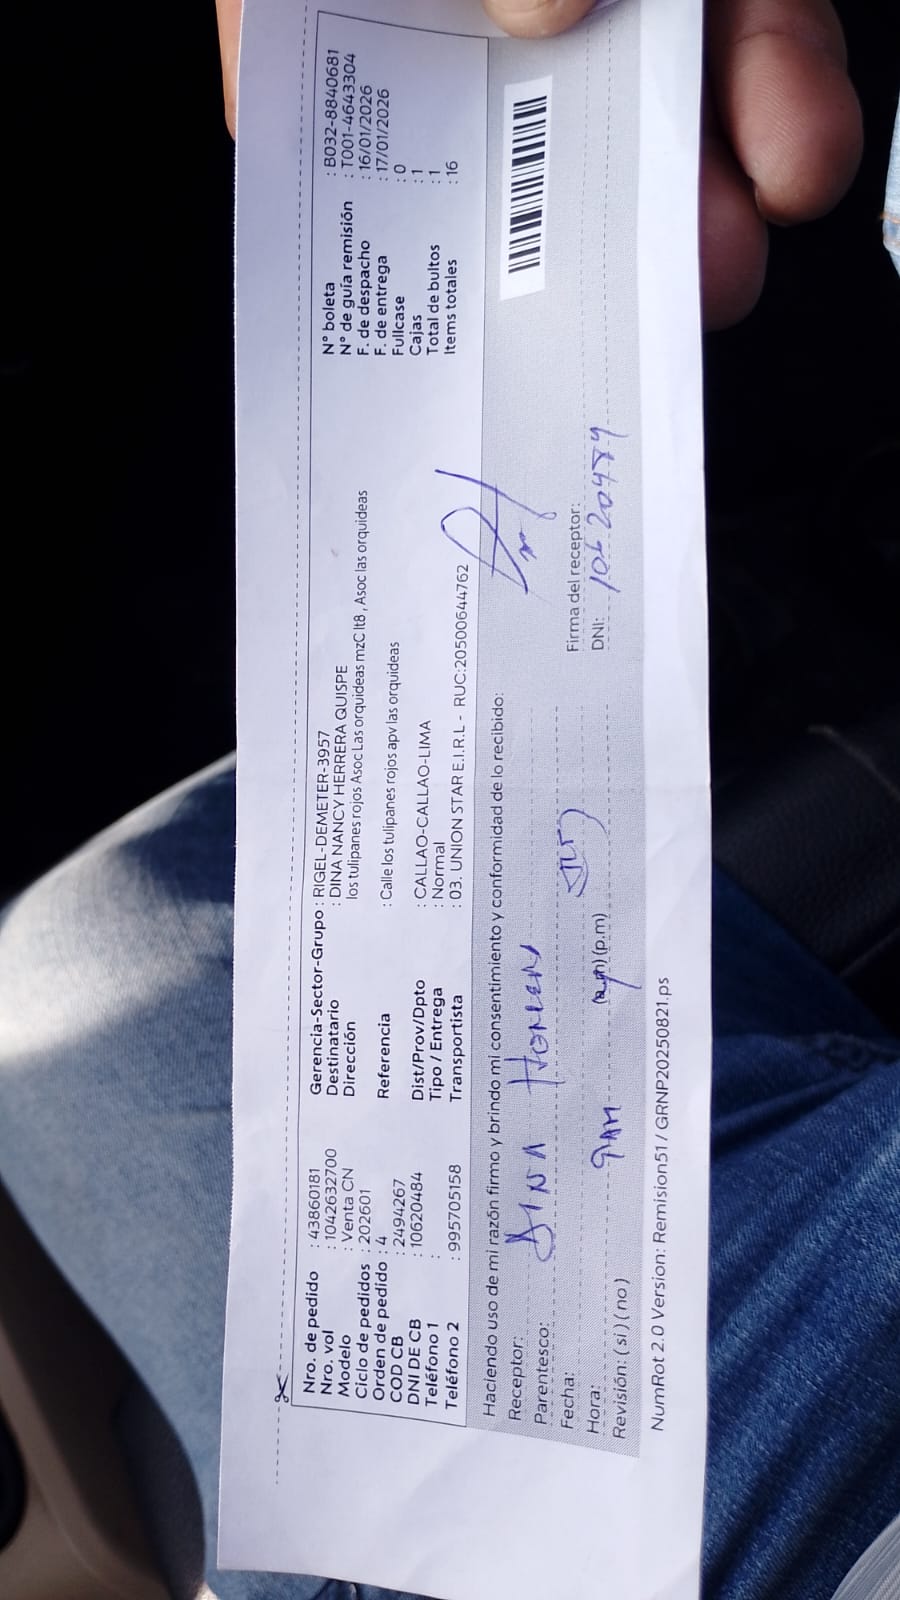 Nro. de pedido : 43860181
Nro. vol : 1042632700
Modelo : Venta CN
Ciclo de pedidos : 202601
Orden de pedido : 4
COD CB : 2494267
DNI DE CB : 10620484
Teléfono 1 :
Teléfono 2 : 995705158
Gerencia-Sector-Grupo : RIGEL-DEMETER-3957
Destinatario : DINA NANCY HERRERA QUISPE
Dirección los tulipanes rojos Asoc Las orquideas mzC lt8 , Asoc las orquideas
Referencia : Calle los tulipanes rojos apv las orquideas
Dist/Prov/Dpto : CALLAO-CALLAO-LIMA
Tipo / Entrega : Normal
Transportista : 03. UNION STAR E.I.R.L - RUC:20500644762
N° boleta : B032-8840681
N° de guía remisión : T001-4643304
F. de despacho : 16/01/2026
F. de entrega : 17/01/2026
Fullcase : 0
Cajas : 1
Total de bultos : 1
Items totales : 16
Haciendo uso de mi razón firmo y brindo mi consentimiento y conformidad de lo recibido:
Receptor: DINA
Parentesco:
Fecha:
Firma del receptor:
Hora: 9 AM (a.m) (p.m)
DNI:
Revisión: ( si ) ( no )
NumRot 2.0 Version: Remision51 / GRNP20250821.ps